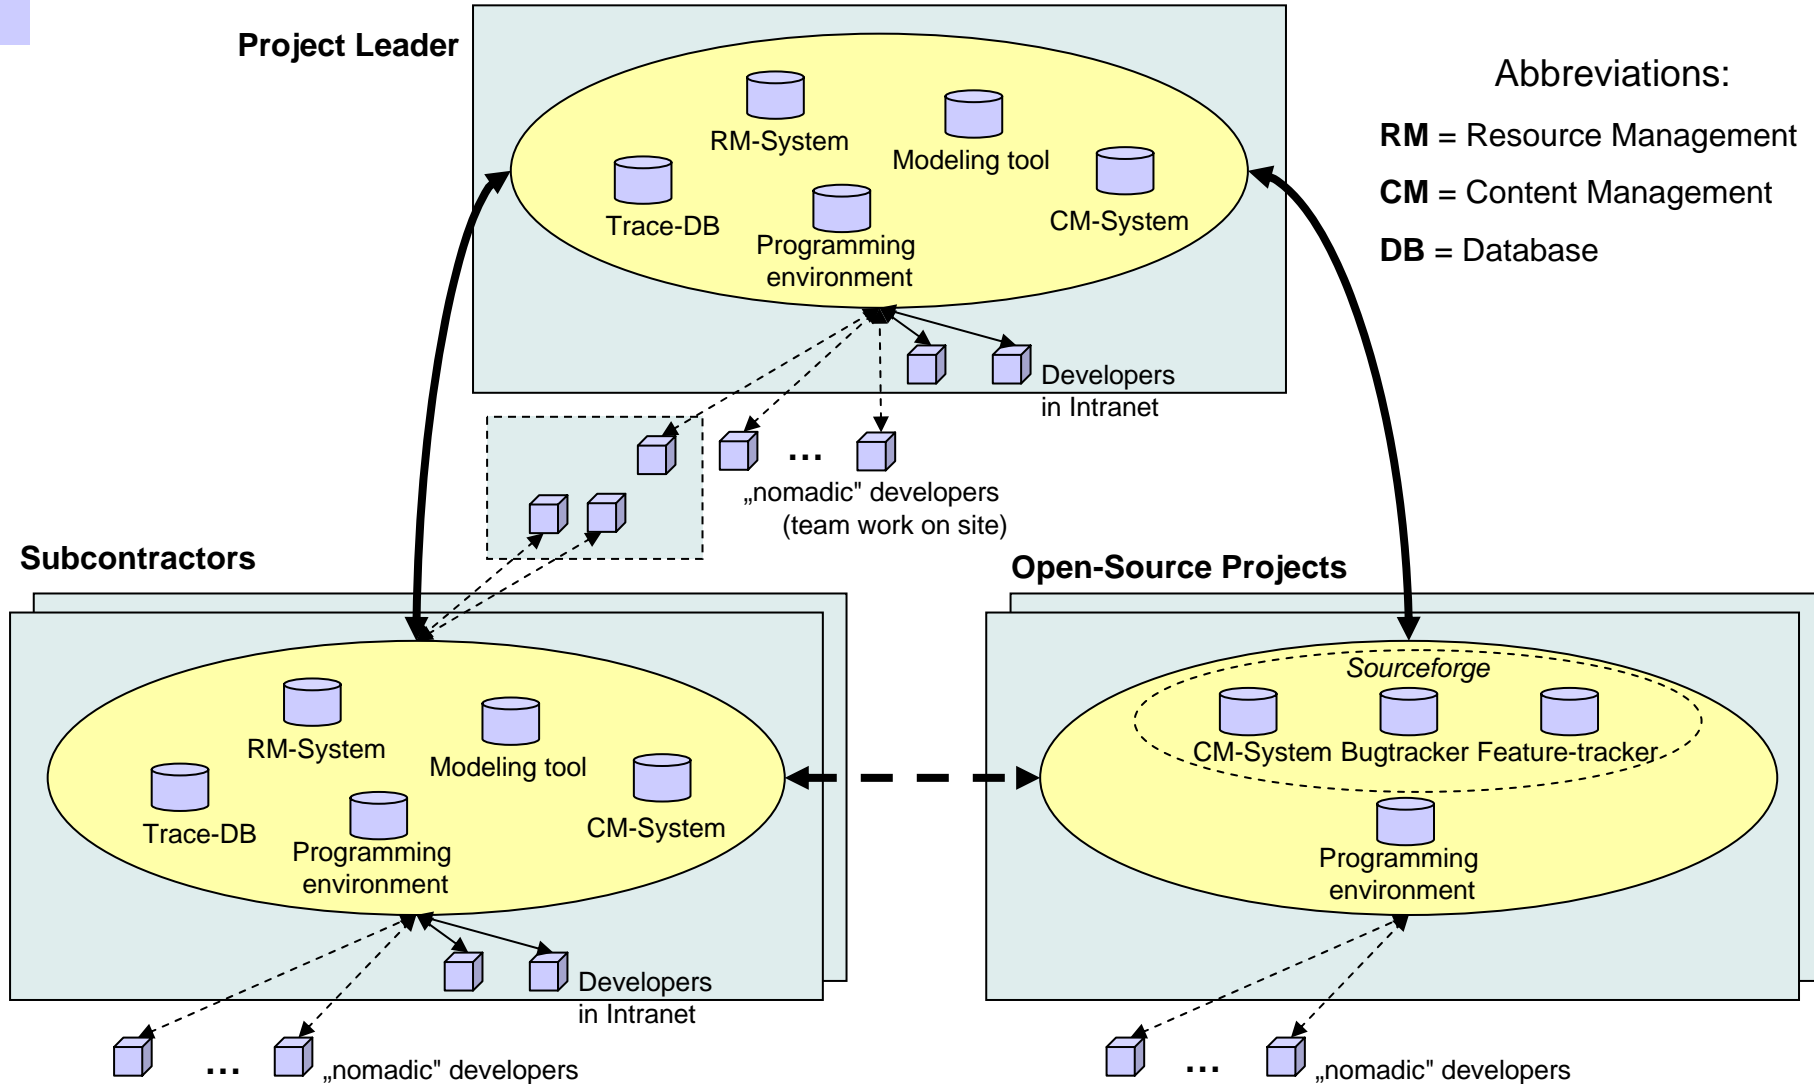 Project Leader
RM-System
Modeling tool
Trace-DB
CM-System
Programming
environment
Developers
in Intranet
Abbreviations:
RM = Resource Management
CM = Content Management
DB = Database
...
„nomadic" developers
(team work on site)
Subcontractors
RM-System
Modeling tool
Trace-DB
CM-System
Programming
environment
Developers
in Intranet
...
„nomadic" developers
Open-Source Projects
Sourceforge
CM-System Bugtracker Feature-tracker
Programming
environment
...
„nomadic" developers